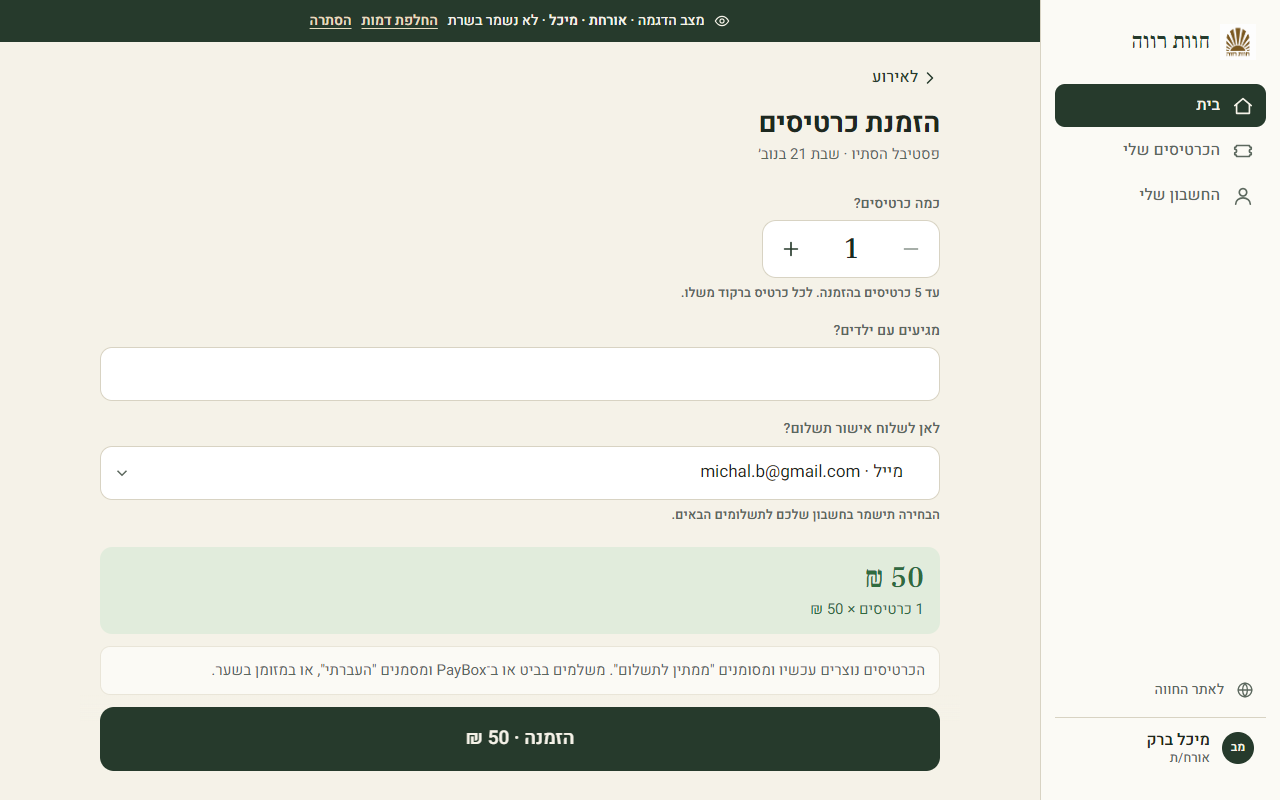 מצב הדגמה · אורחת · מיכל · לא נשמר בשרת החלפת דמות הסתרה
חוות רווה
בית
הכרטיסים שלי
החשבון שלי
לאירוע
הזמנת כרטיסים
פסטיבל הסתיו · שבת 21 בנוב׳
כמה כרטיסים?
1
עד 5 כרטיסים בהזמנה. לכל כרטיס ברקוד משלו.
מגיעים עם ילדים?
לאן לשלוח אישור תשלום?
מייל · michal.b@gmail.com
הבחירה תישמר בחשבון שלכם לתשלומים הבאים.
50 ₪
1 כרטיסים × 50 ₪
הכרטיסים נוצרים עכשיו ומסומנים "ממתין לתשלום". משלמים בביט או ב־PayBox ומסמנים "העברתי", או במזומן בשער.
הזמנה · 50 ₪
לאתר החווה
מב
מיכל ברק
אורח/ת